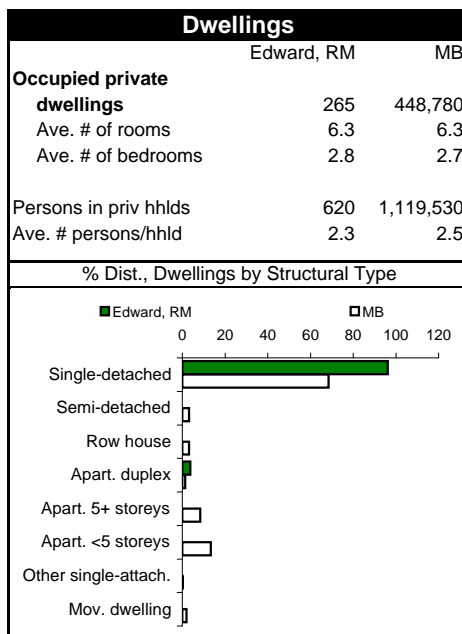 Dwellings
Edward, RM MB
Occupied private
dwellings 265 448,780
Ave. # of rooms 6.3 6.3
Ave. # of bedrooms 2.8 2.7
Persons in priv hhlds 620 1,119,530
Ave. # persons/hhld 2.3 2.5
% Dist., Dwellings by Structural Type
Edward, RM MB
0 20 40 60 80 100 120
Single-detached
Semi-detached
Row house
Apart. duplex
Apart. 5+ storeys
Apart. <5 storeys
Other single-attach.
Mov. dwelling